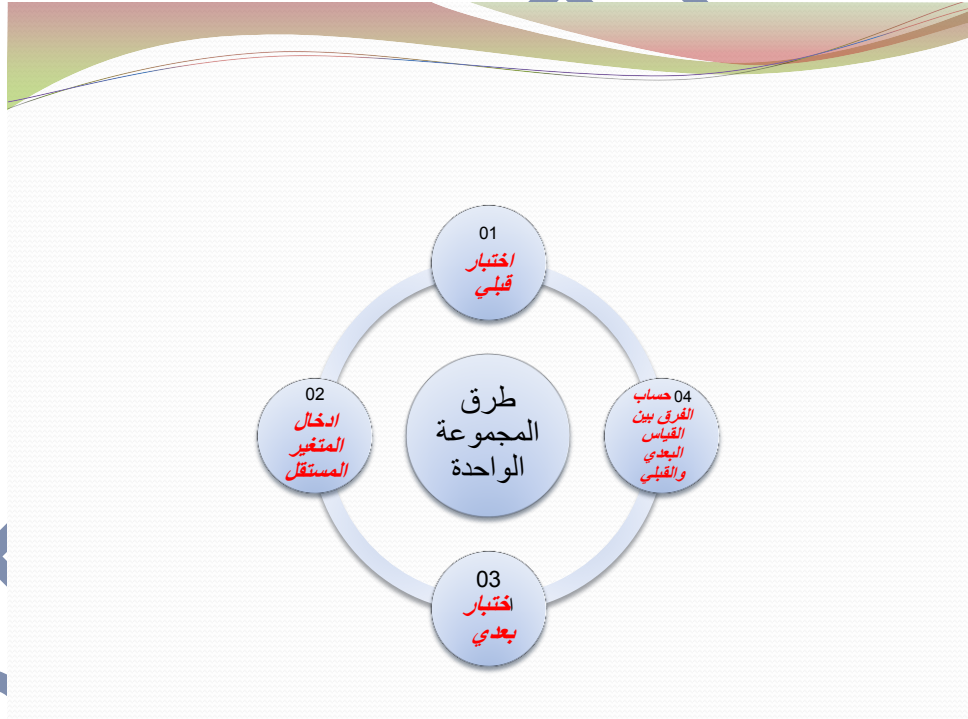 01
اختبار
قبلي
02
ادخال
المتغير
المستقل
طرق
المجموعة
الواحدة
04 حساب
الفرق بين
القياس
البعدي
والقبلي
03
اختبار
بعدي